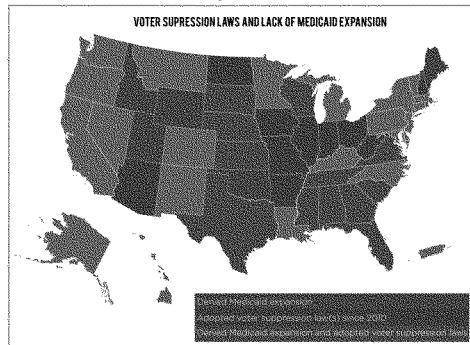 VOTER SUPRESSION LAWS AND LACK OF MEDICAID EXPANSION
Denied Medicaid expansion
Adopted voter suppression law(s) since 2010
Denied Medicaid expansion and adopted voter suppression laws